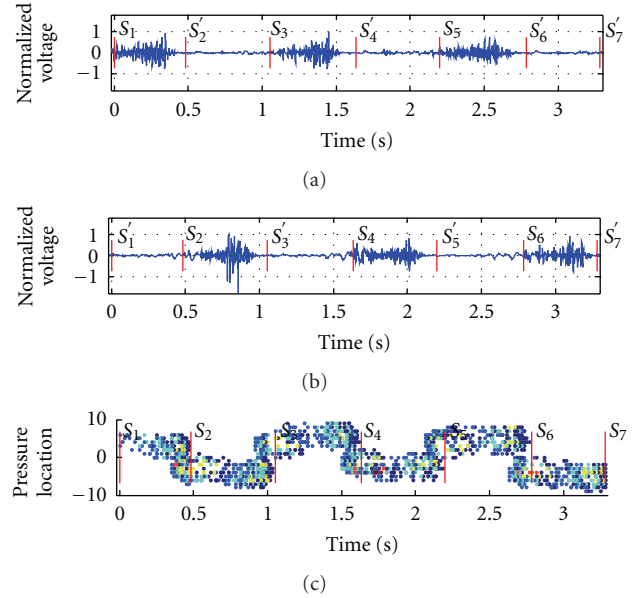 Normalized voltage
1
0
−1
S1 S′2 S3 S′4 S5 S′6 S′7
0 0.5 1 1.5 2 2.5 3
Time (s)
(a)
Normalized voltage
1
0
−1
S′1 S2 S′3 S4 S′5 S6 S′7
0 0.5 1 1.5 2 2.5 3
Time (s)
(b)
Pressure location
10
0
−10
S1 S2 S3 S4 S5 S6 S7
0 0.5 1 1.5 2 2.5 3
Time (s)
(c)